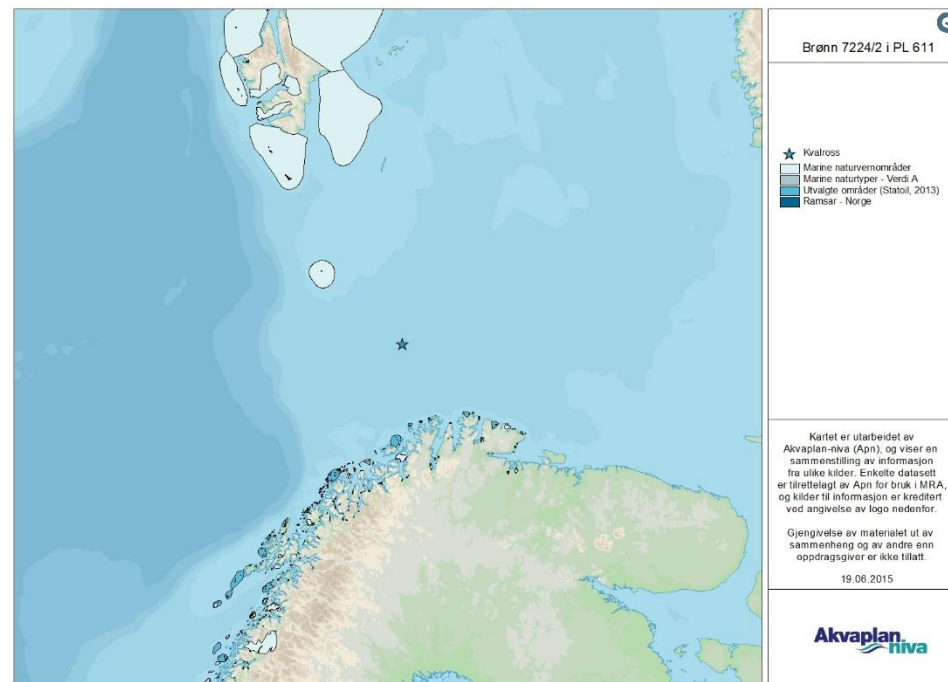 Brønn 7224/2 i PL 611
Kvalross
Marine naturvernområder
Marine naturtyper - Verdi A
Utvalgte områder (Statoil, 2013)
Ramsar - Norge
Kartet er utarbeidet av
Akvaplan-niva (Apn), og viser en
sammenstilling av informasjon
fra ulike kilder. Enkelte datasett
er tilrettelagt av Apn for bruk i MRA,
og kilder til informasjon er kreditert
ved angivelse av logo nedenfor.
Gjengivelse av materialet ut av
sammenheng og av andre enn
oppdragsgiver er ikke tillatt.
19.06.2015
Akvaplan
niva